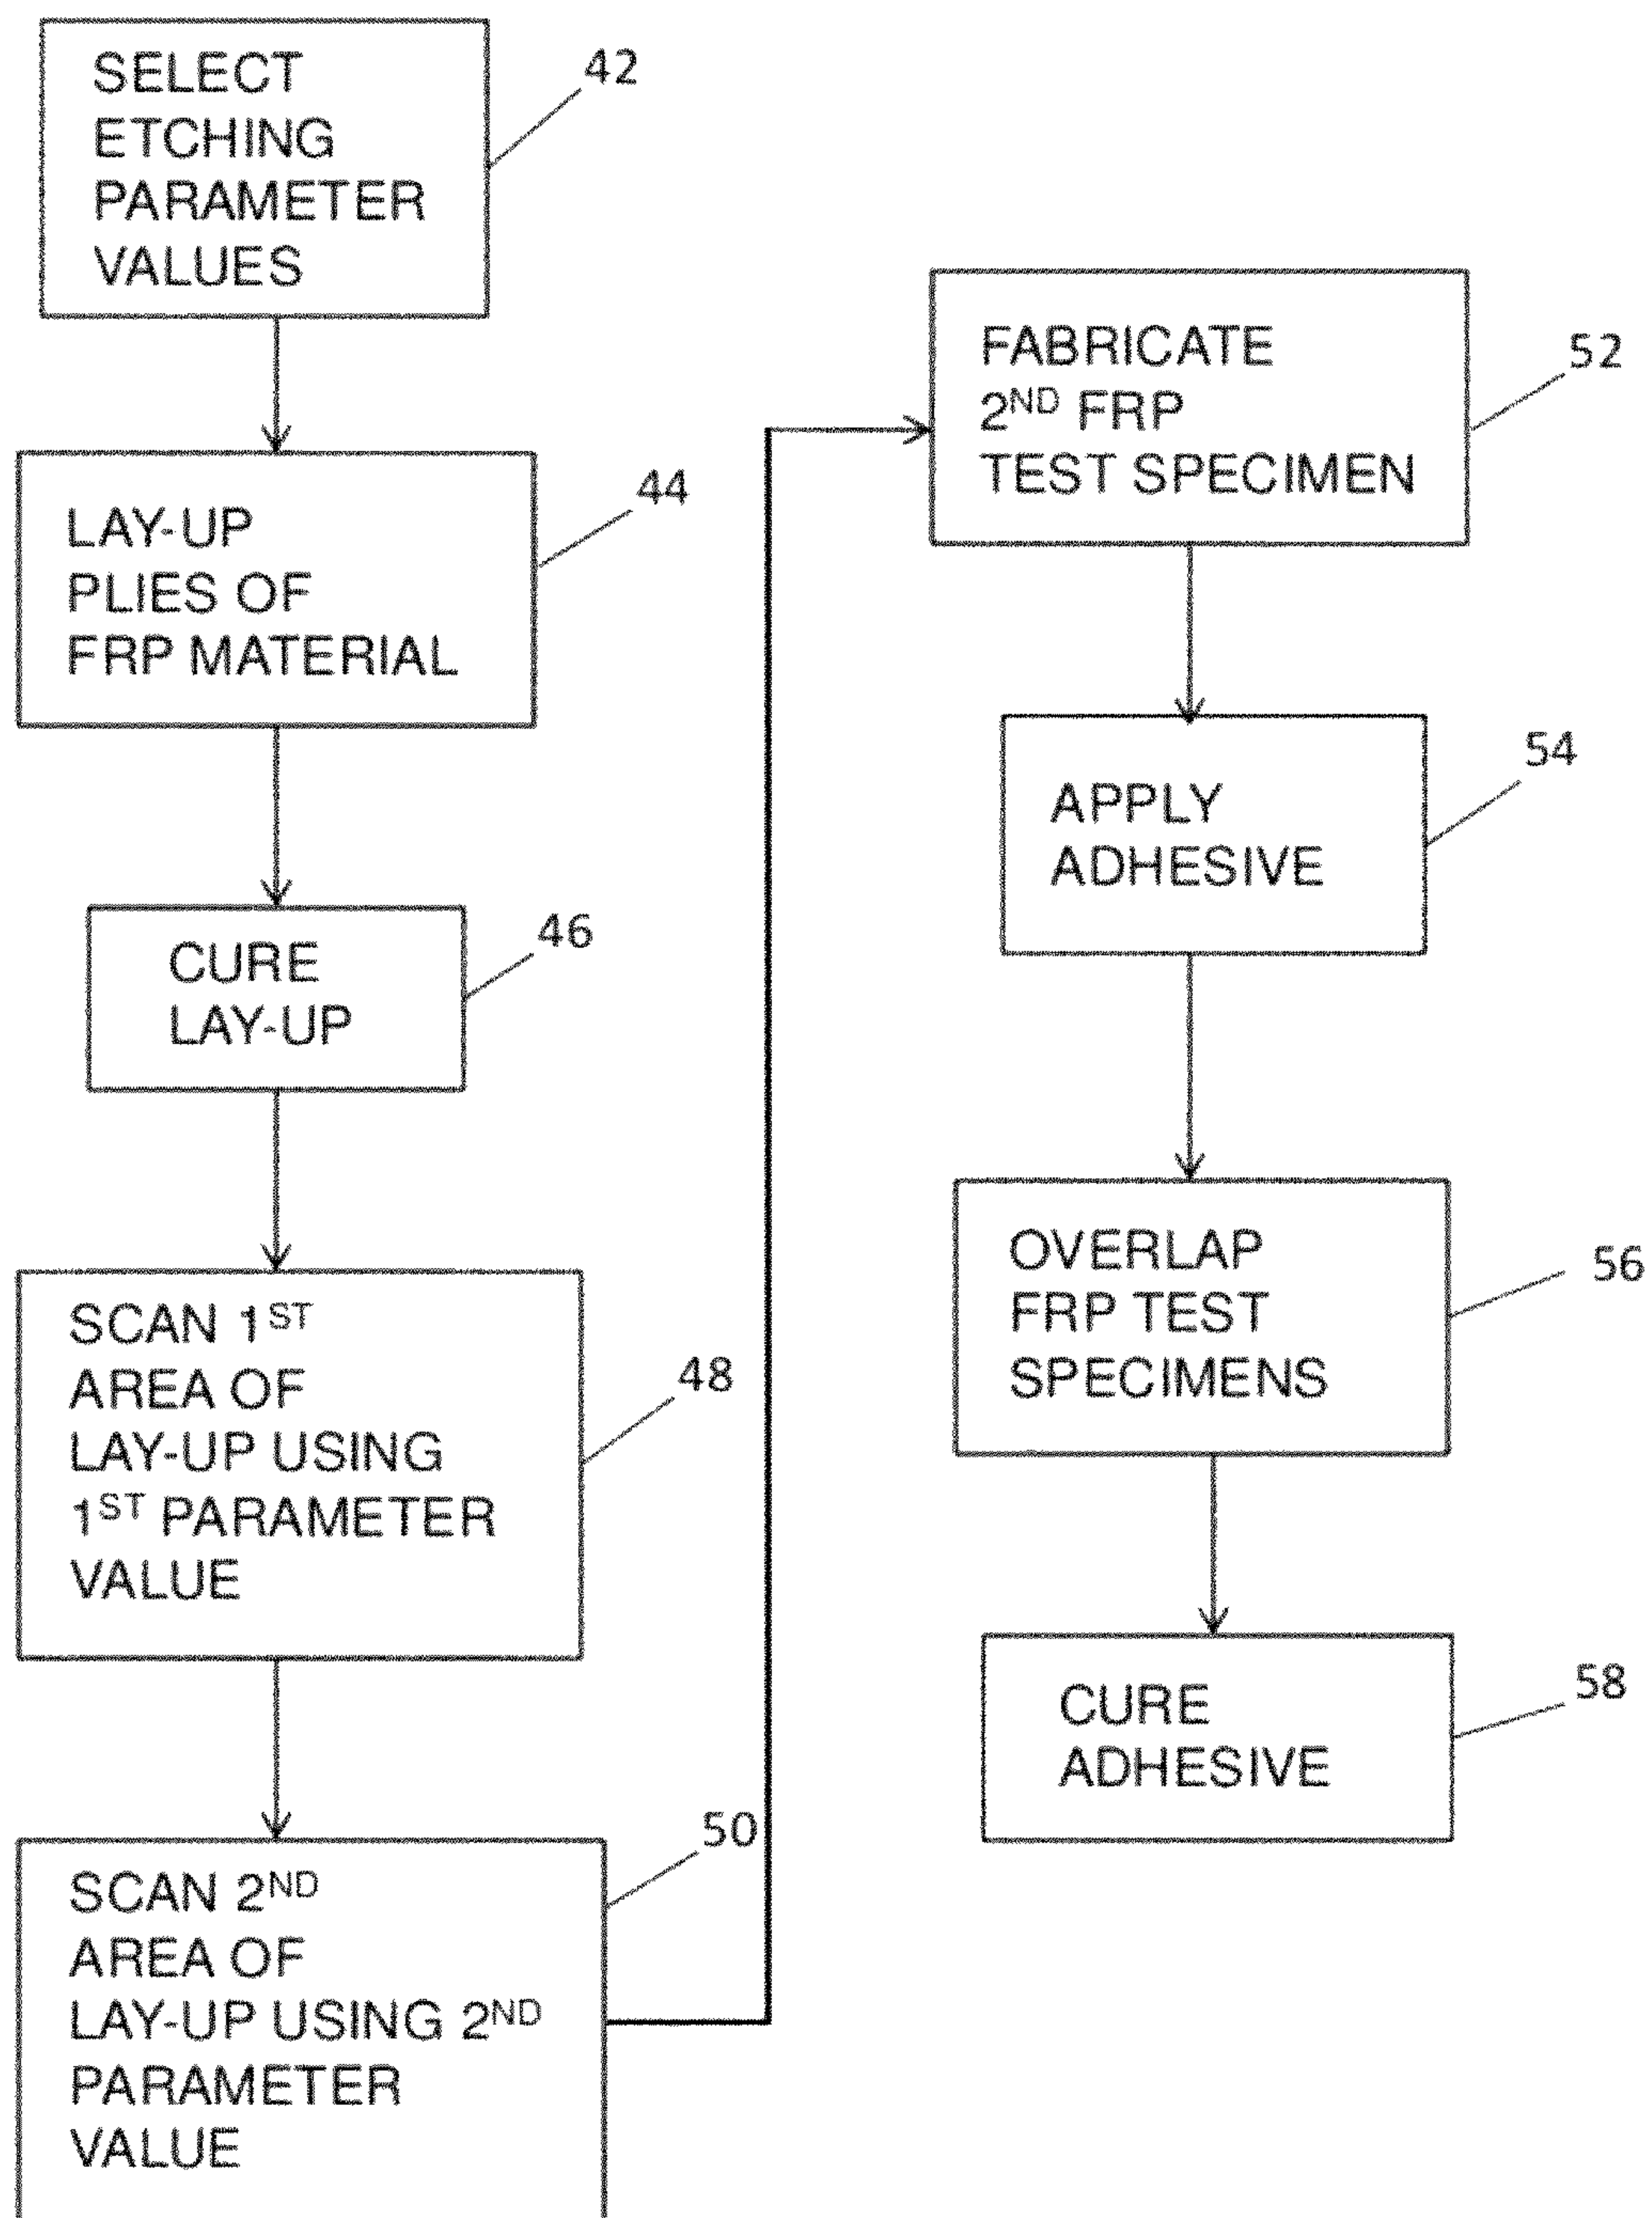 SELECT
ETCHING
PARAMETER
VALUES
42
LAY-UP
PLIES OF
FRP MATERIAL
44
CURE
LAY-UP
46
SCAN 1ST
AREA OF
LAY-UP USING
1ST PARAMETER
VALUE
48
SCAN 2ND
AREA OF
LAY-UP USING 2ND
PARAMETER
VALUE
50
FABRICATE
2ND FRP
TEST SPECIMEN
52
APPLY
ADHESIVE
54
OVERLAP
FRP TEST
SPECIMENS
56
CURE
ADHESIVE
58